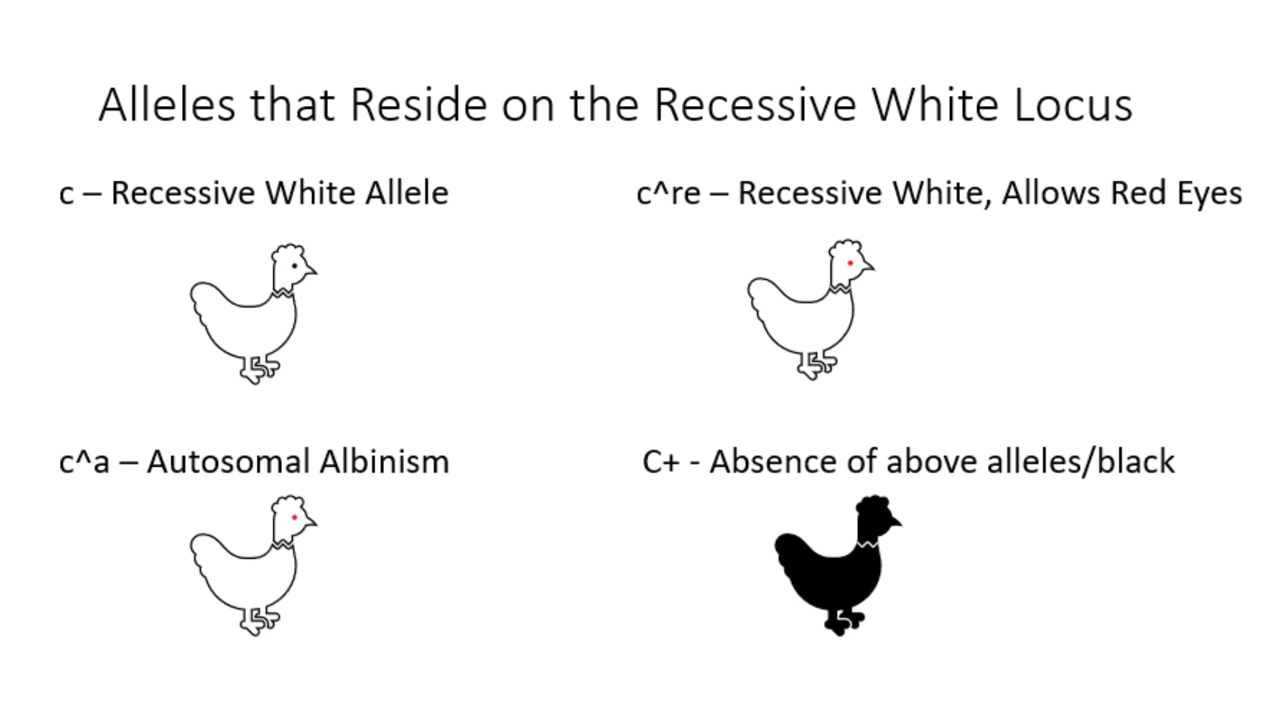 Alleles that Reside on the Recessive White Locus
c – Recessive White Allele
c^re – Recessive White, Allows Red Eyes
c^a – Autosomal Albinism
C+ - Absence of above alleles/black